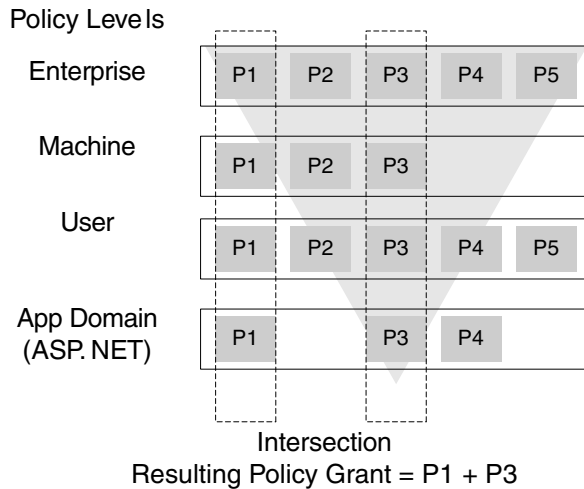 Policy Levels
Enterprise
P1 P2 P3 P4 P5
Machine
P1 P2 P3
User
P1 P2 P3 P4 P5
App Domain
(ASP. NET)
P1 P3 P4
Intersection
Resulting Policy Grant = P1 + P3